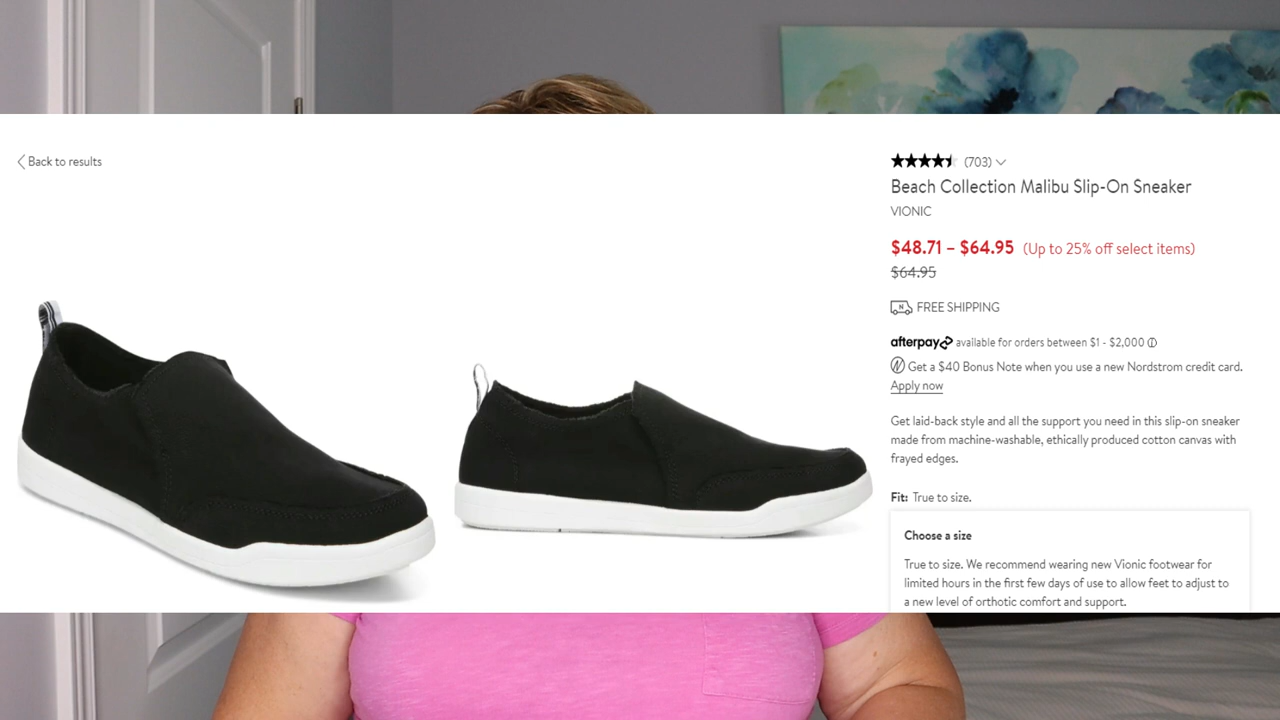 Back to results
(703)
Beach Collection Malibu Slip-On Sneaker
VIONIC
$48.71 – $64.95 (Up to 25% off select items)
$64.95
N FREE SHIPPING
afterpay available for orders between $1 - $2,000
N Get a $40 Bonus Note when you use a new Nordstrom credit card.
Apply now
Get laid-back style and all the support you need in this slip-on sneaker
made from machine-washable, ethically produced cotton canvas with
frayed edges.
Fit: True to size.
Choose a size
True to size. We recommend wearing new Vionic footwear for
limited hours in the first few days of use to allow feet to adjust to
a new level of orthotic comfort and support.